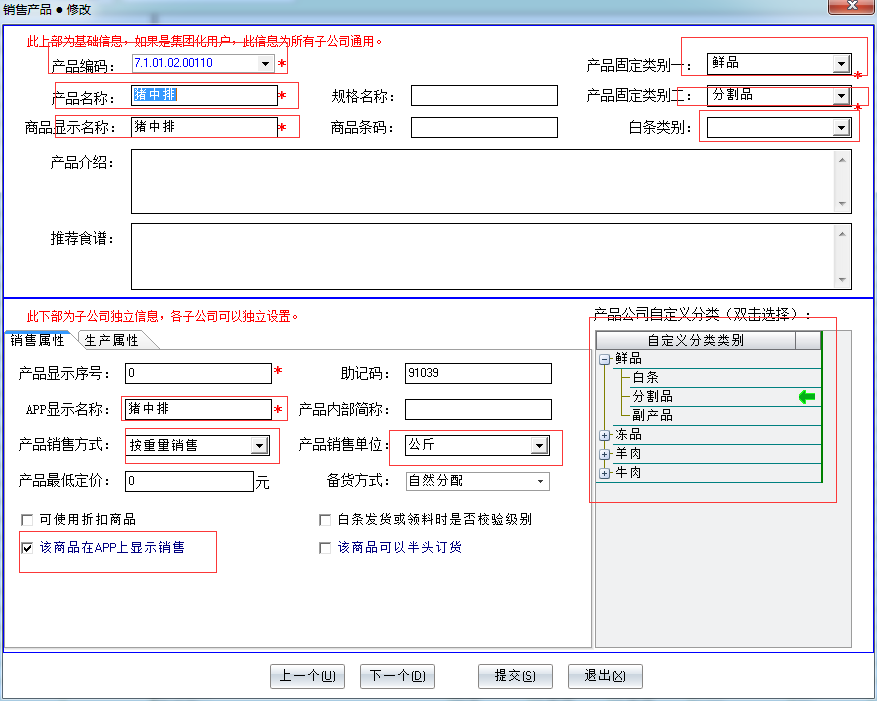 销售产品 ● 修改
此上部为基础信息，如果是集团化用户，此信息为所有子公司通用。
产品编码： 7.1.01.02.00110 * 产品固定类别一： 鲜品 *
产品名称： 猪中排 * 规格名称： 产品固定类别二： 分割品 *
商品显示名称： 猪中排 * 商品条码： 白条类别：
产品介绍：
推荐食谱：
此下部为子公司独立信息，各子公司可以独立设置。
产品公司自定义分类（双击选择）：
销售属性 生产属性
自定义分类类别
鲜品
白条
分割品
副产品
冻品
羊肉
牛肉
产品显示序号： 0 * 助记码： 91039
APP显示名称： 猪中排 * 产品内部简称：
产品销售方式： 按重量销售 产品销售单位： 公斤
产品最低定价： 0 元 备货方式： 自然分配
可使用折扣商品 白条发货或领料时是否校验级别
该商品在APP上显示销售 该商品可以半头订货
上一个(U) 下一个(D) 提交(S) 退出(X)